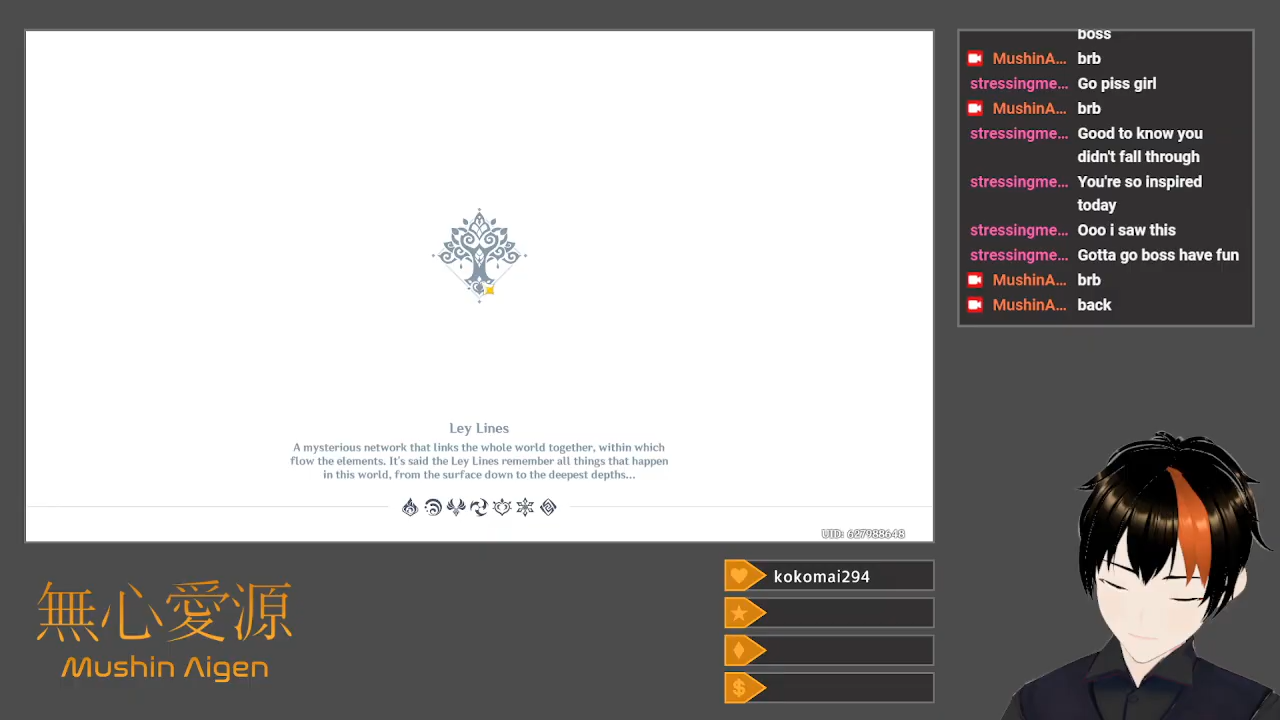 Ley Lines
A mysterious network that links the whole world together, within which
flow the elements. It's said the Ley Lines remember all things that happen
in this world, from the surface down to the deepest depths...
UID: 627988648
boss
MushinA... brb
stressingme... Go piss girl
MushinA... brb
stressingme... Good to know you
didn't fall through
stressingme... You're so inspired
today
stressingme... Ooo i saw this
stressingme... Gotta go boss have fun
MushinA... brb
MushinA... back
無心愛源
Mushin Aigen
kokomai294